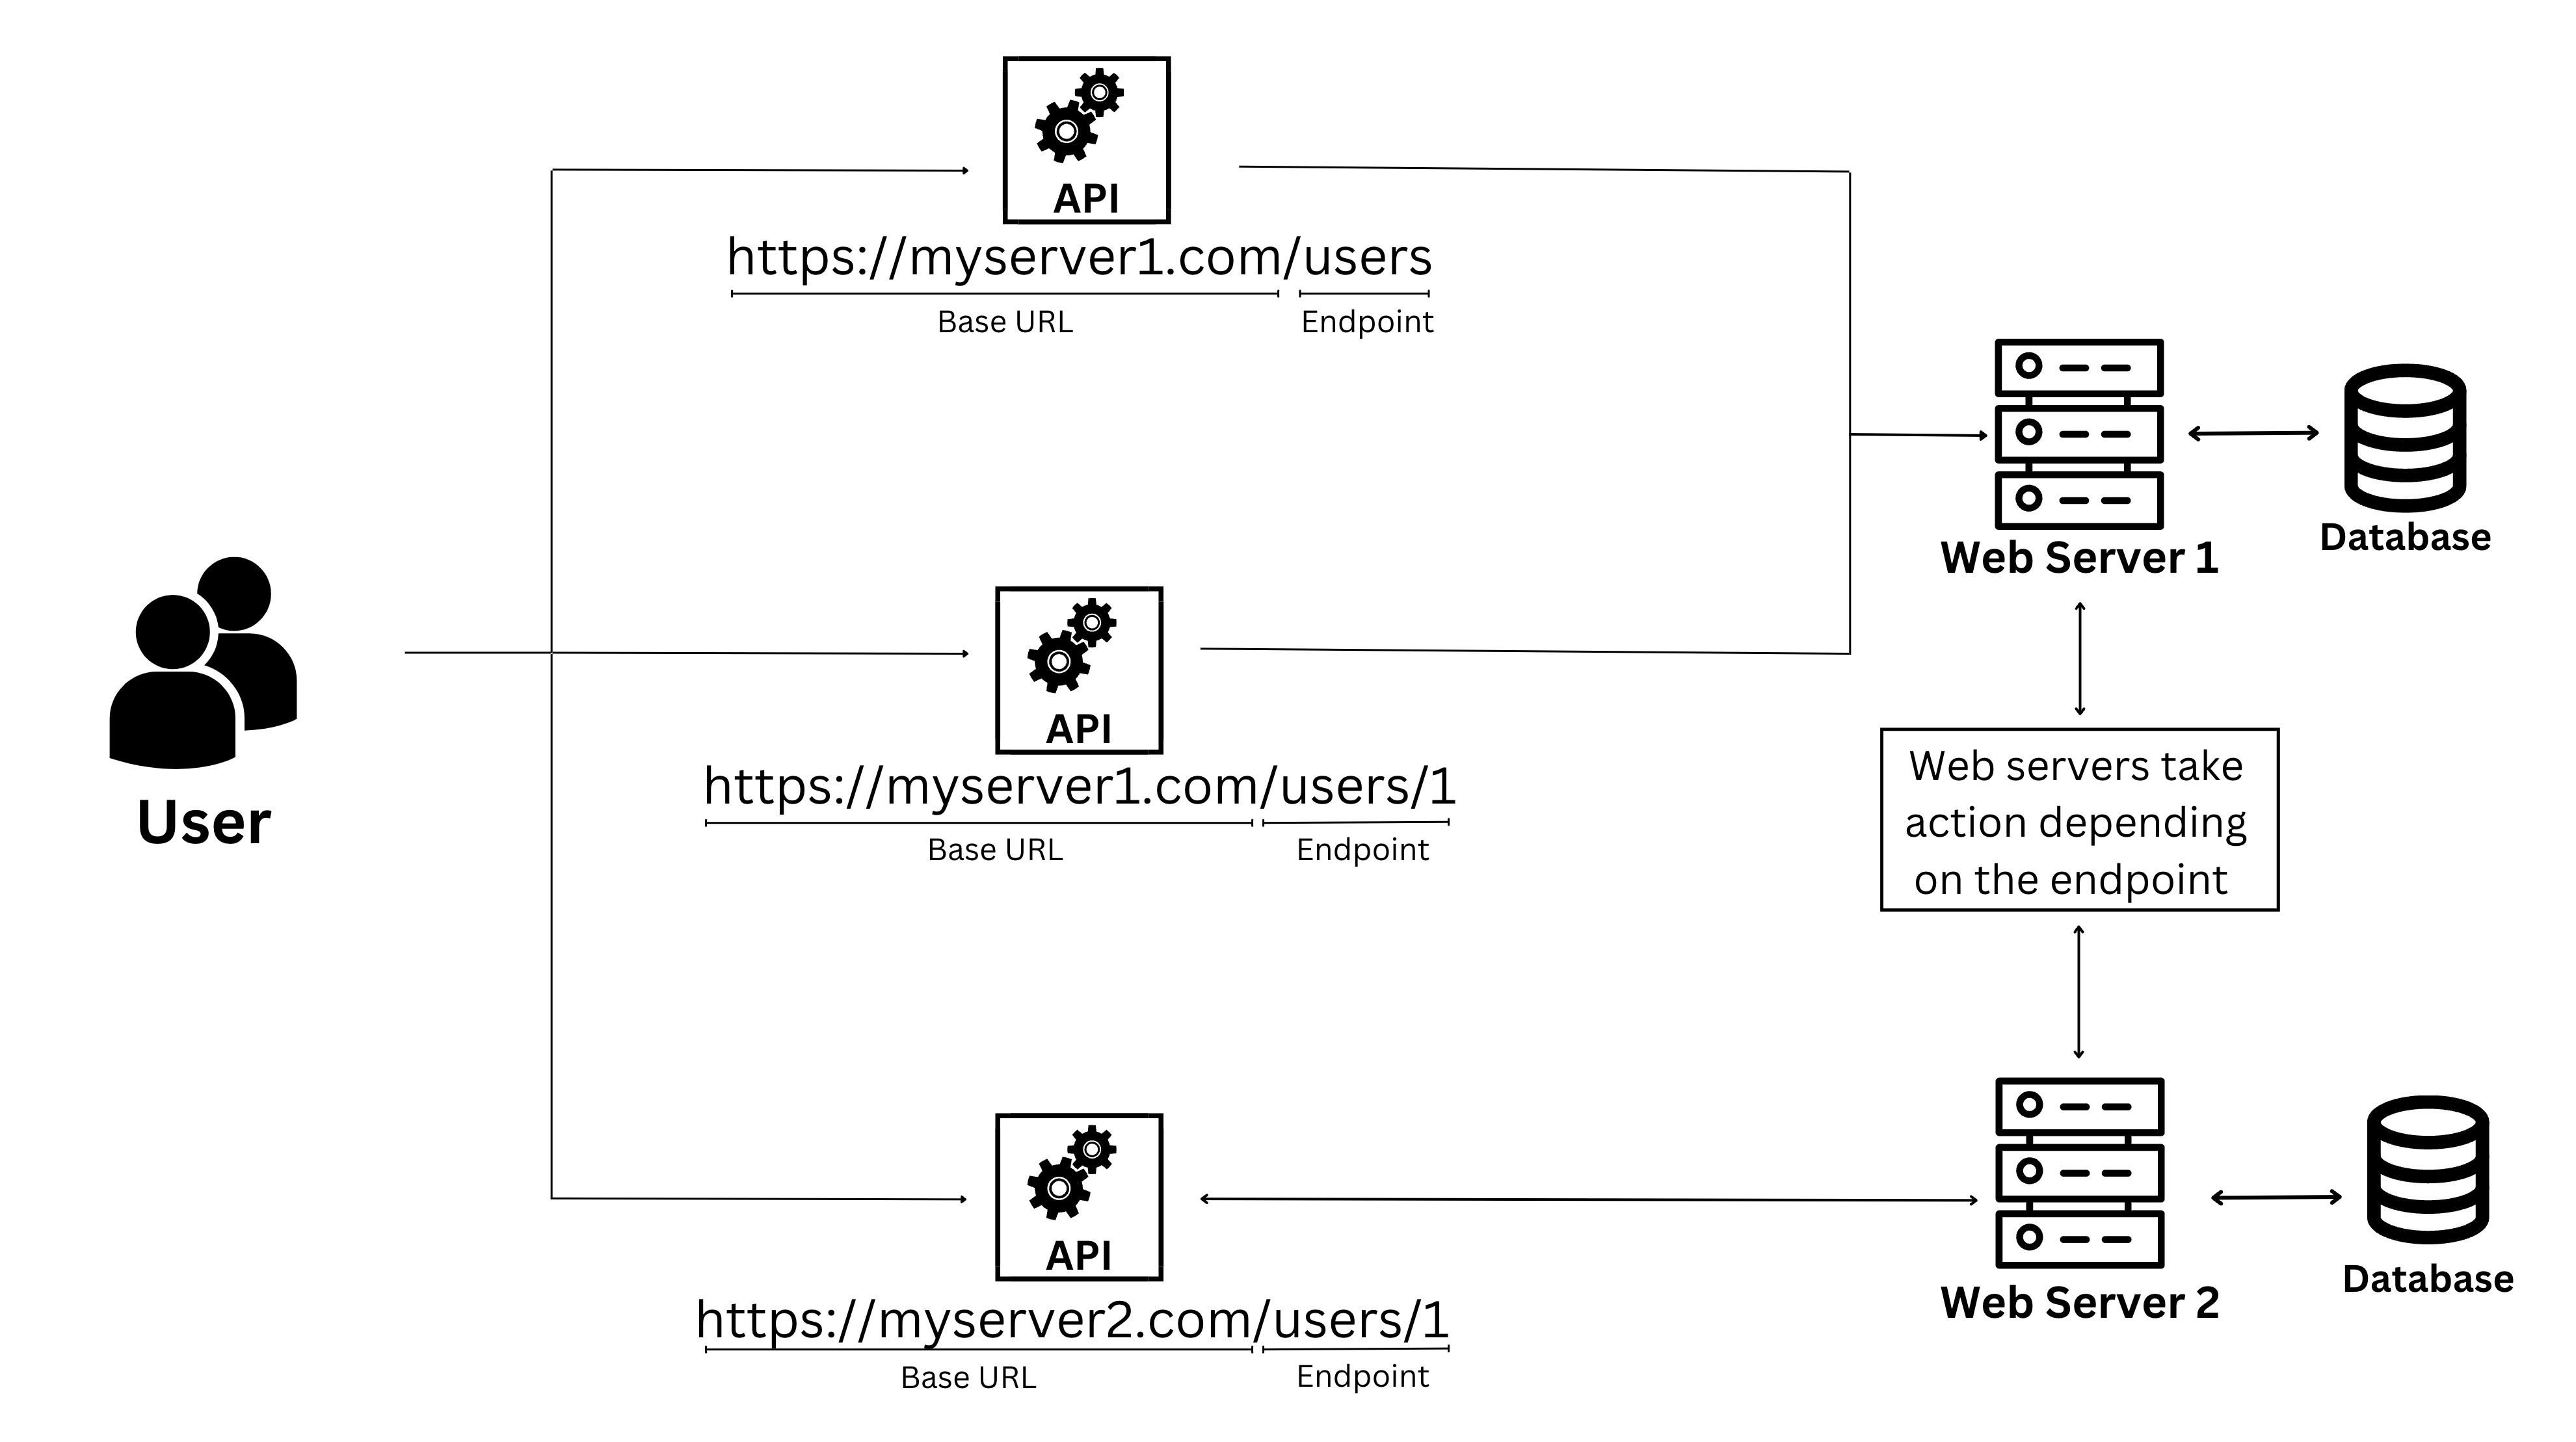 API
https://myserver1.com/users
Base URL
Endpoint
Web Server 1
Database
User
API
https://myserver1.com/users/1
Base URL
Endpoint
Web servers take
action depending
on the endpoint
API
https://myserver2.com/users/1
Base URL
Endpoint
Web Server 2
Database